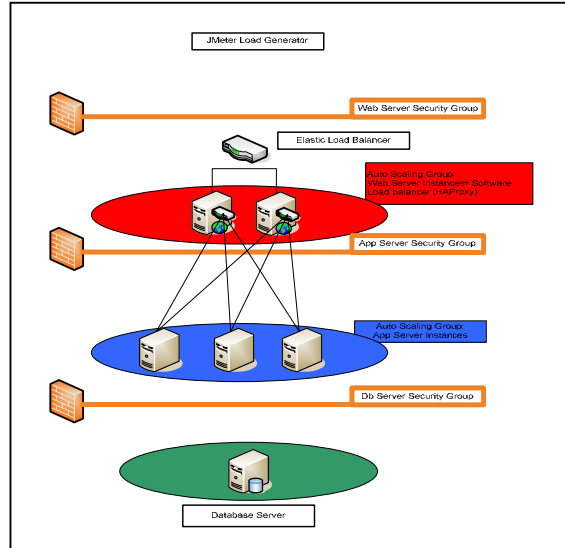 JMeter Load Generator
Web Server Security Group
Elastic Load Balancer
Auto Scaling Group:
Web Server Instances+ Software
Load balancer (HAProxy)
App Server Security Group
Auto Scaling Group:
App Server Instances
Db Server Security Group
Database Server